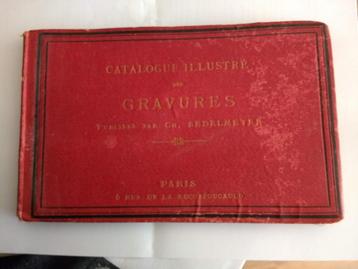 CATALOGUE ILLUSTRÉ
DES
GRAVURES
PUBLIÉES PAR CH. SEDELMEYER
PARIS
6 RUE DE LA ROCHEFOUCAULD